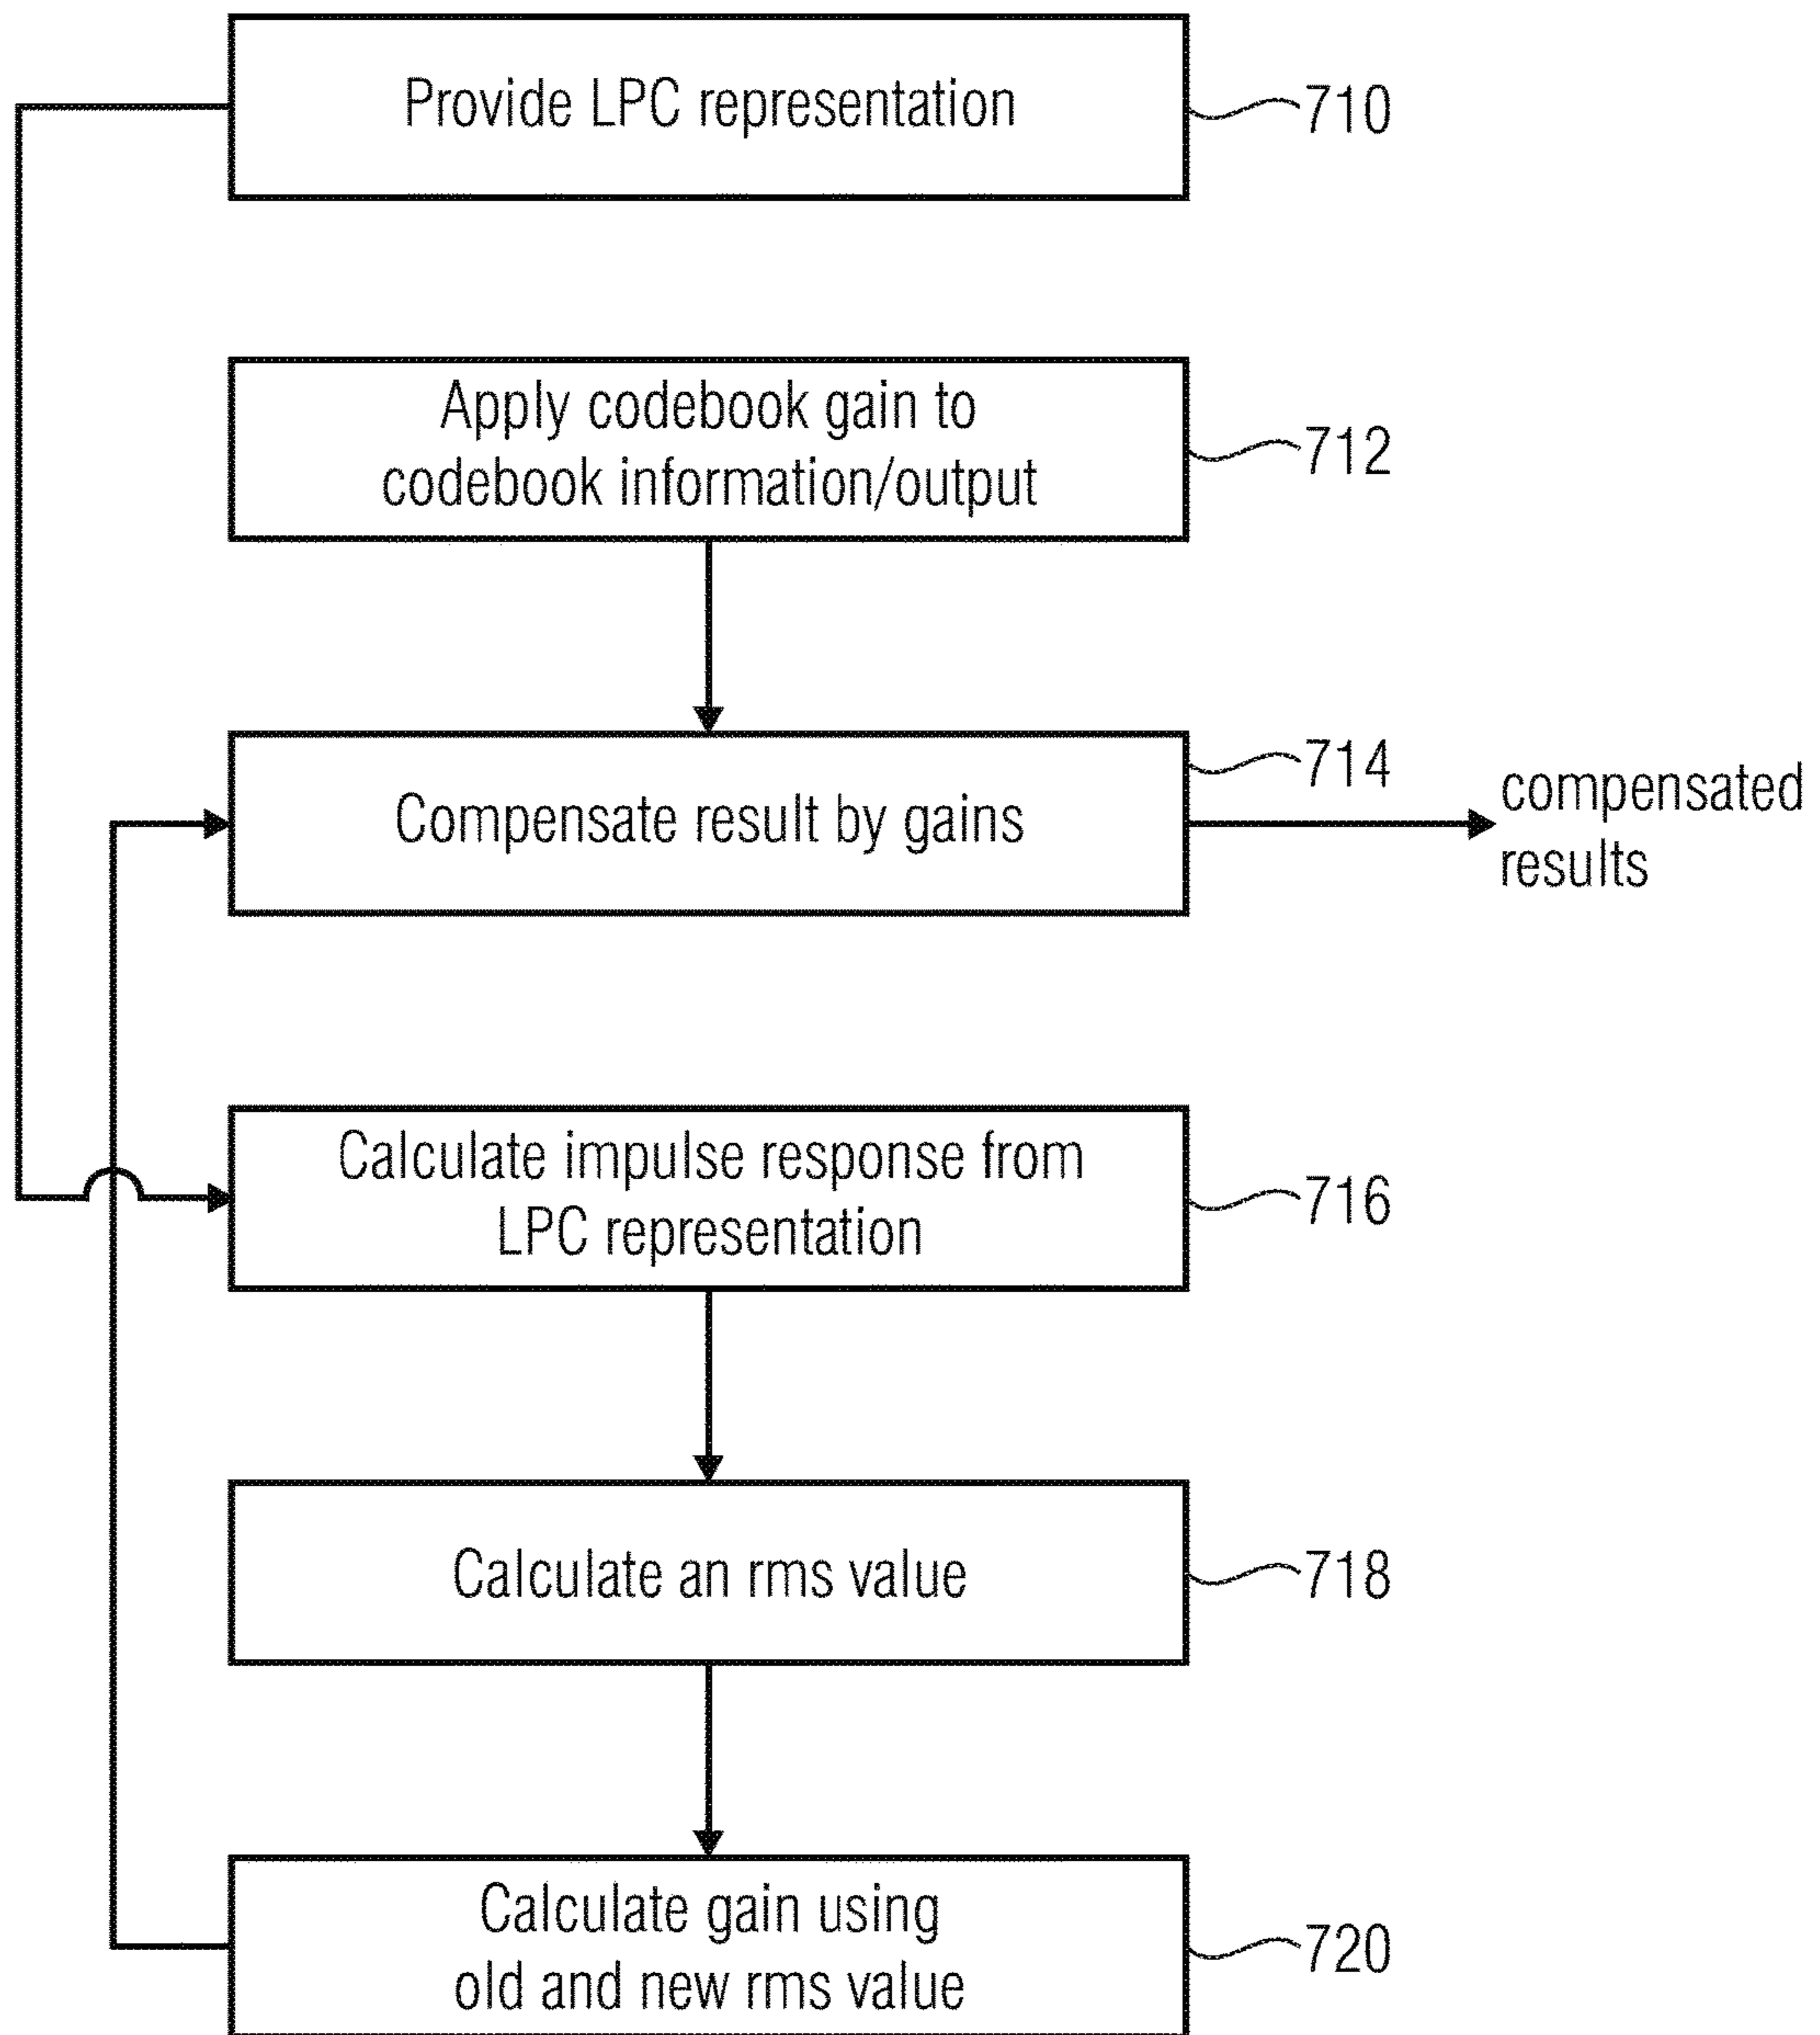 Provide LPC representation
710
Apply codebook gain to
codebook information/output
712
Compensate result by gains
714
compensated
results
Calculate impulse response from
LPC representation
716
Calculate an rms value
718
Calculate gain using
old and new rms value
720